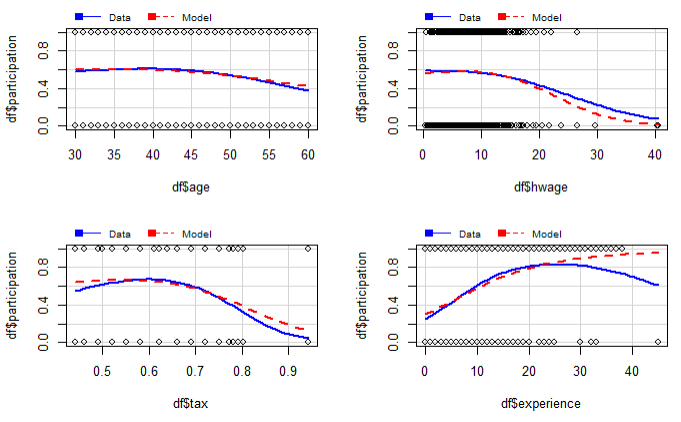 Data Model
df$participation
0.0 0.4 0.8
30 35 40 45 50 55 60
df$age
Data Model
df$participation
0.0 0.4 0.8
0 10 20 30 40
df$hwage
Data Model
df$participation
0.0 0.4 0.8
0.5 0.6 0.7 0.8 0.9
df$tax
Data Model
df$participation
0.0 0.4 0.8
0 10 20 30 40
df$experience